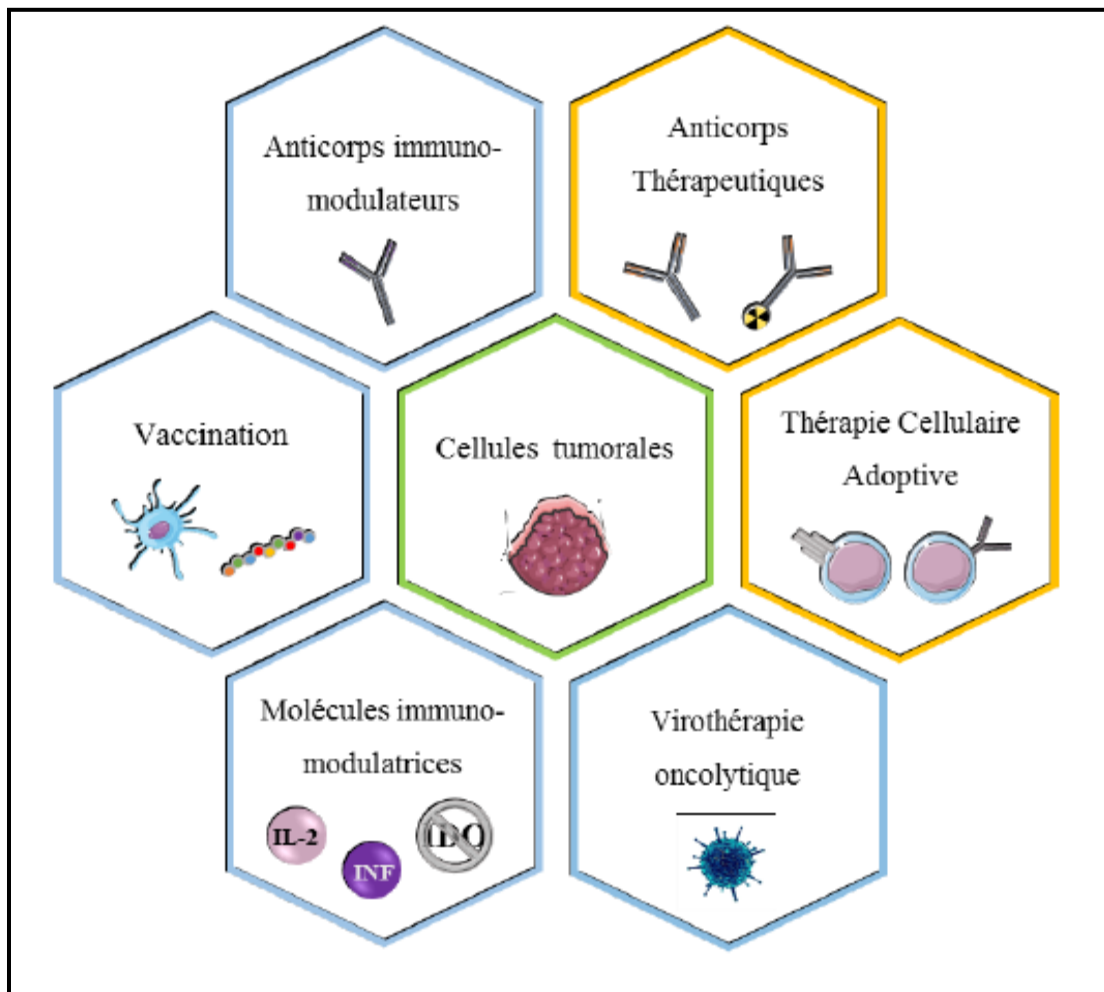 Anticorps immuno-
modulateurs
Anticorps
Thérapeutiques
Vaccination
Cellules tumorales
Thérapie Cellulaire
Adoptive
Molécules immuno-
modulatrices
IL-2
INF
IDO
Virothérapie
oncolytique